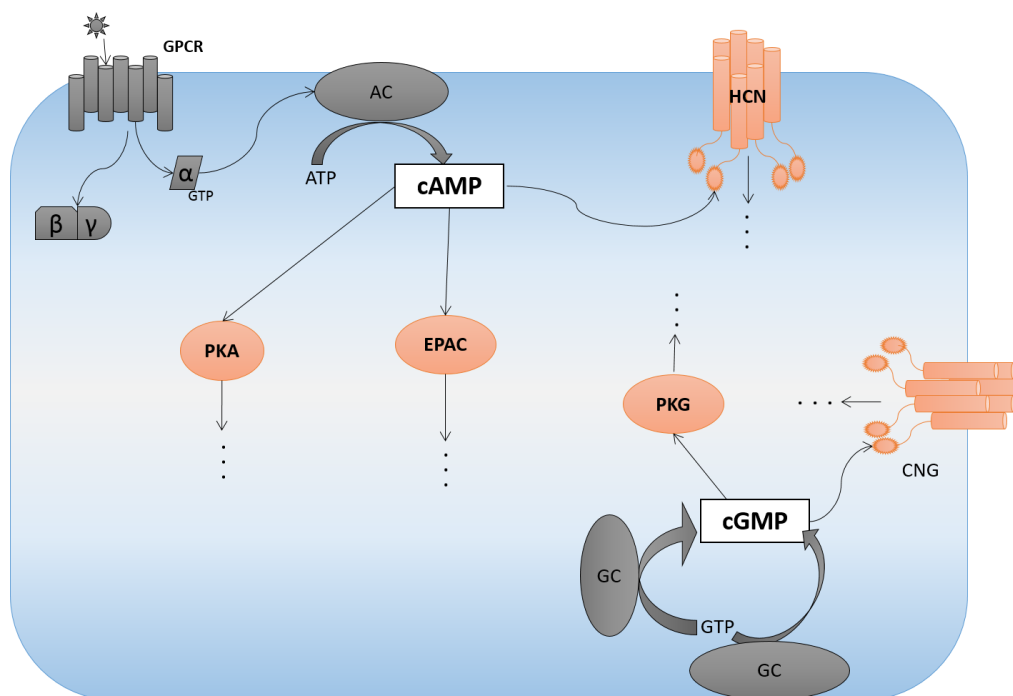 GPCR
AC
HCN
ATP
cAMP
α
GTP
β
γ
PKA
EPAC
PKG
CNG
cGMP
GC
GTP
GC